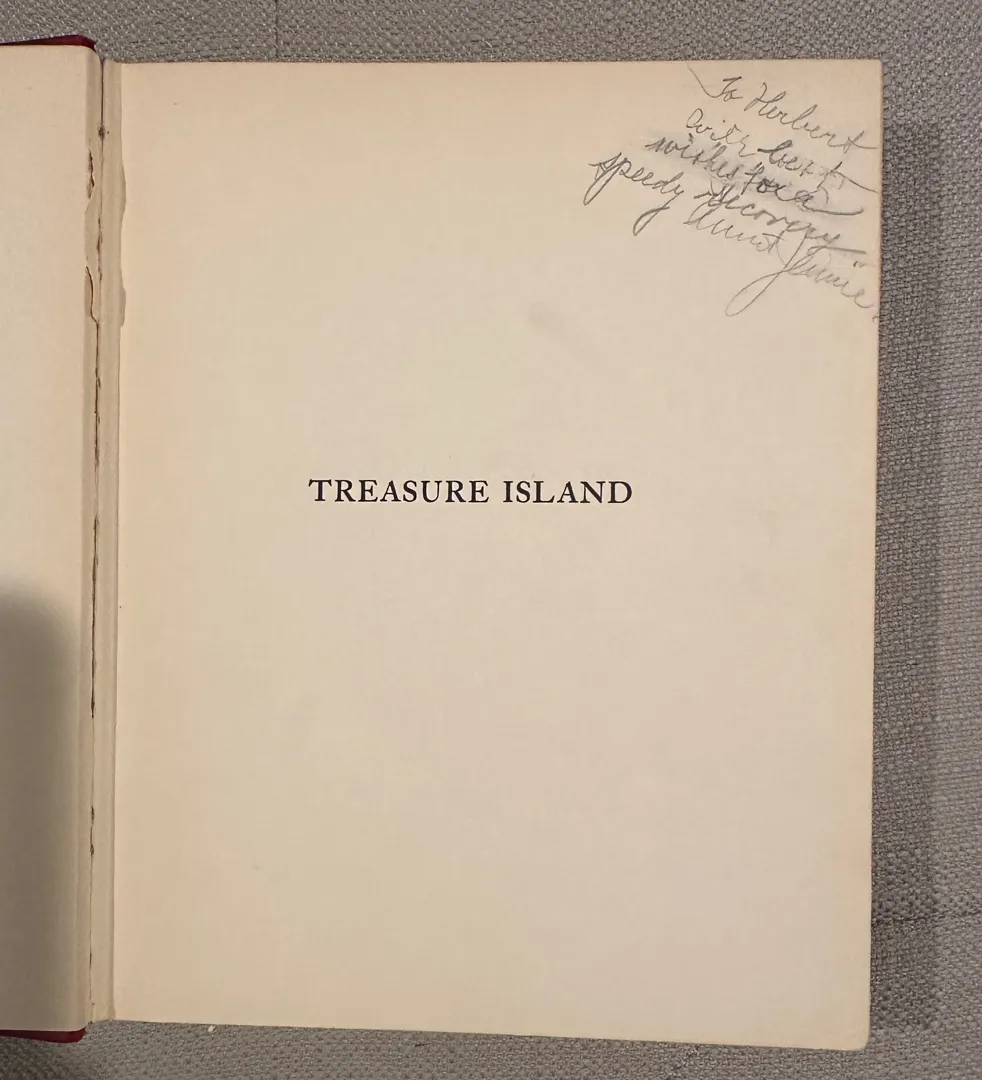 To Herbert
with best
wishes for a
speedy recovery
Aunt Jennie
TREASURE ISLAND